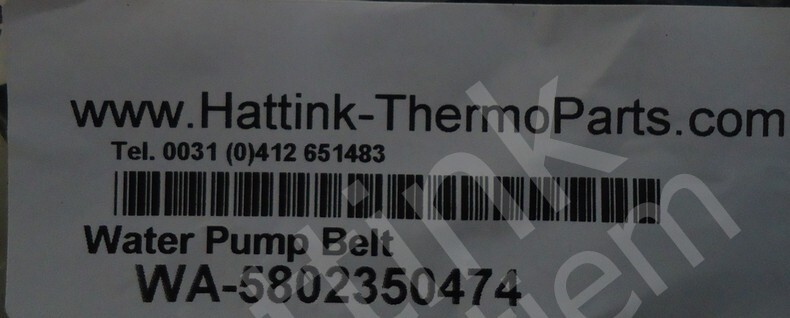 www.Hattink-ThermoParts.com
Tel. 0031 (0)412 651483
Water Pump Belt
WA-5802350474